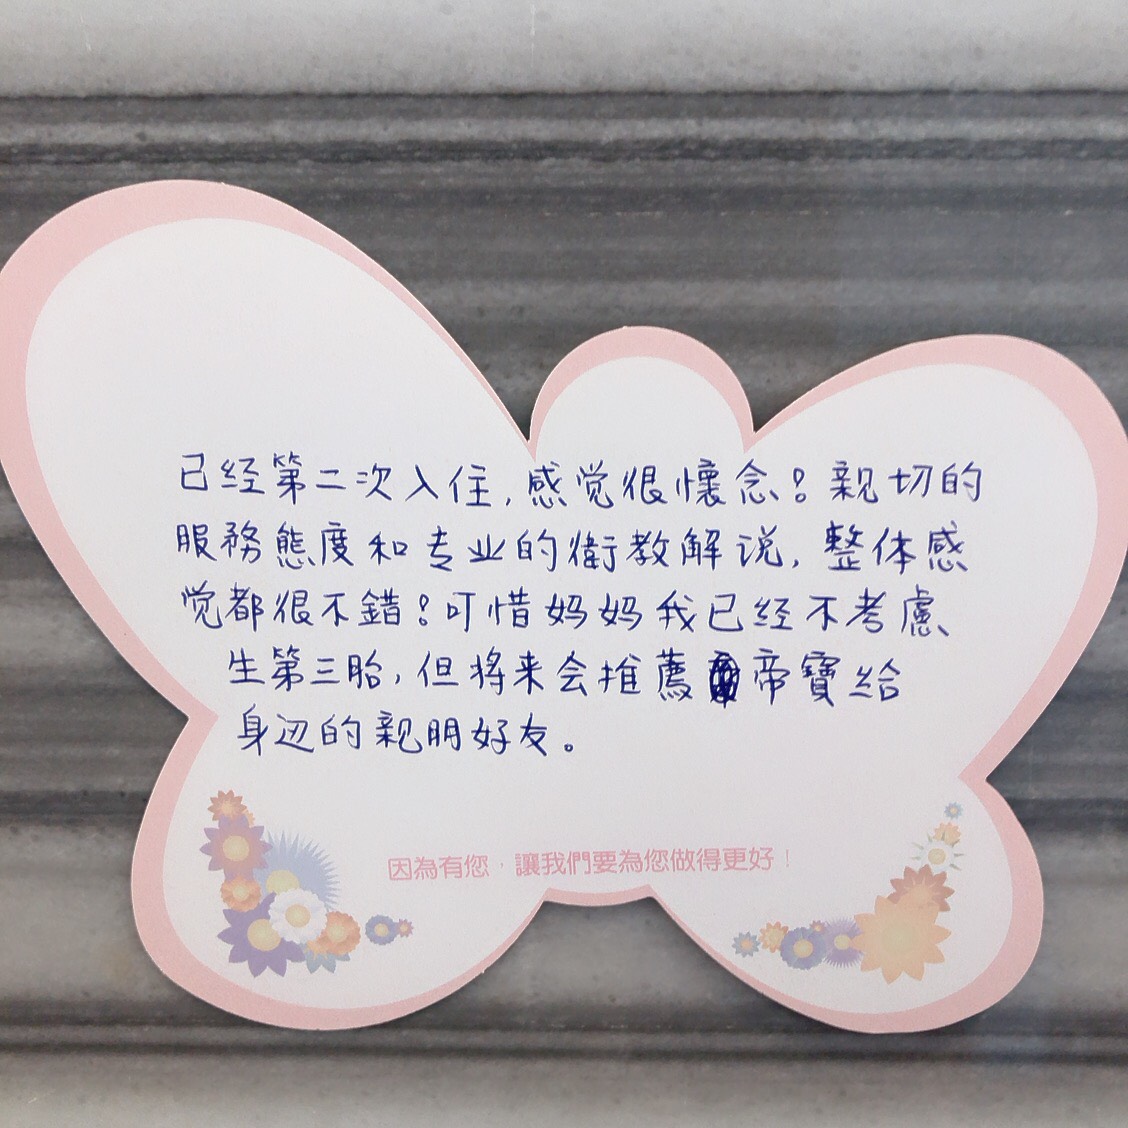 已经第二次入住,感觉很懷念!親切的
服務態度和专业的衛教解说,整体感
觉都很不錯!可惜妈妈我已经不考慮
生第三胎,但将来会推薦帝寶给
身边的親朋好友。
因為有您,讓我們要為您做得更好!